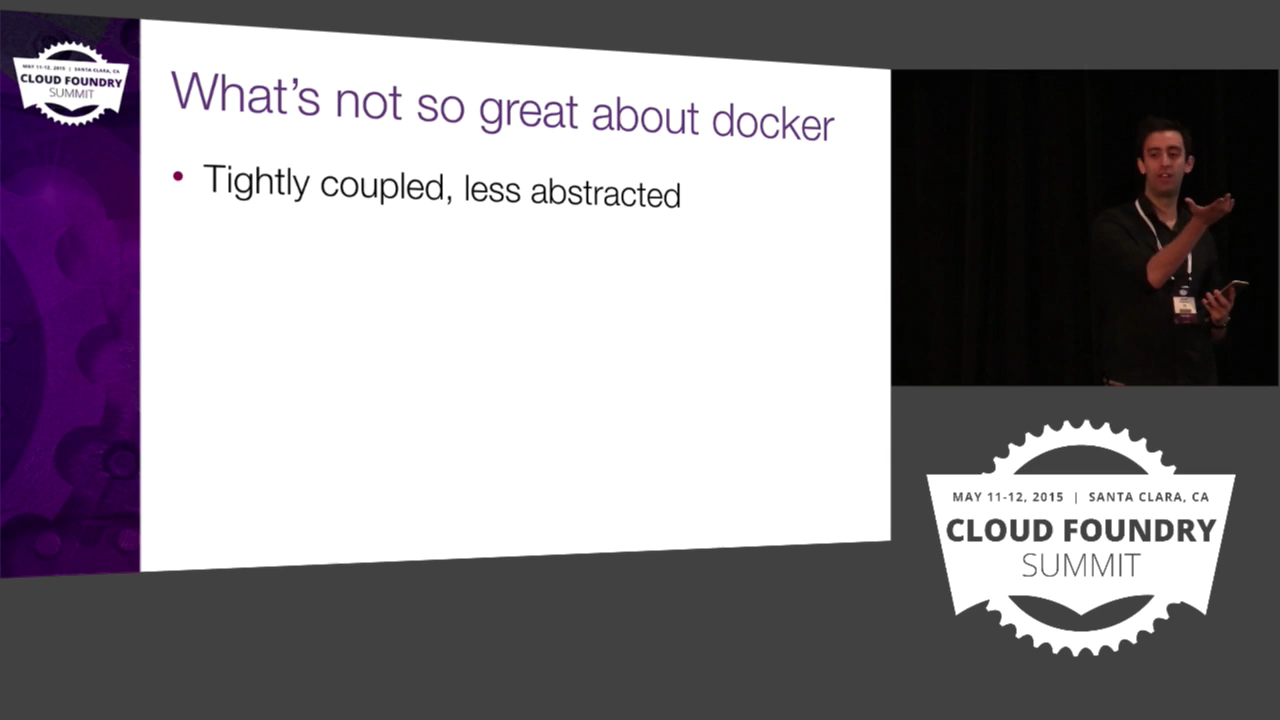 MAY 11-12, 2015 | SANTA CLARA, CA
CLOUD FOUNDRY
SUMMIT
What's not so great about docker
• Tightly coupled, less abstracted
MAY 11-12, 2015 | SANTA CLARA, CA
CLOUD FOUNDRY
SUMMIT